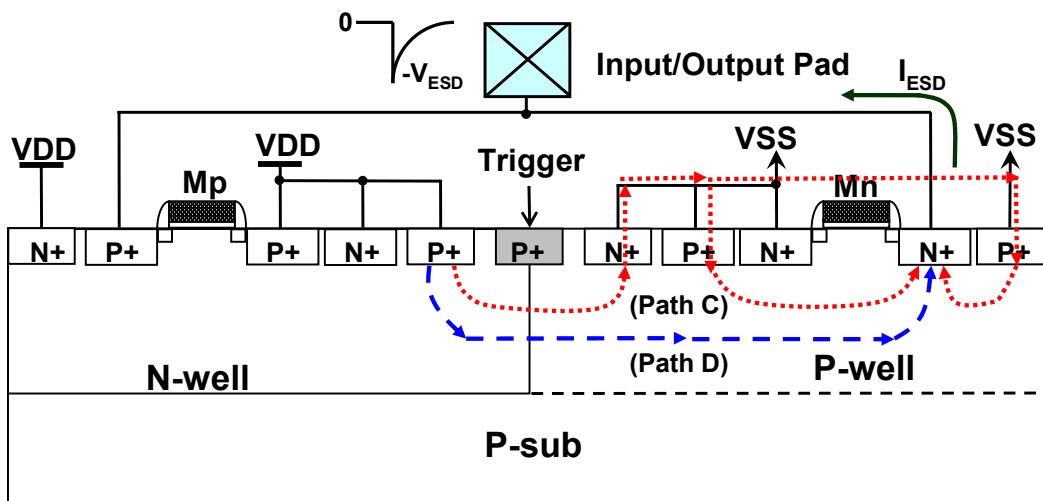 0
-VESD
Input/Output Pad
IESD
VDD
VDD
Trigger
VSS
VSS
Mp
Mn
N+
P+
P+
N+
P+
P+
N+
P+
N+
N+
P+
(Path C)
(Path D)
N-well
P-well
P-sub